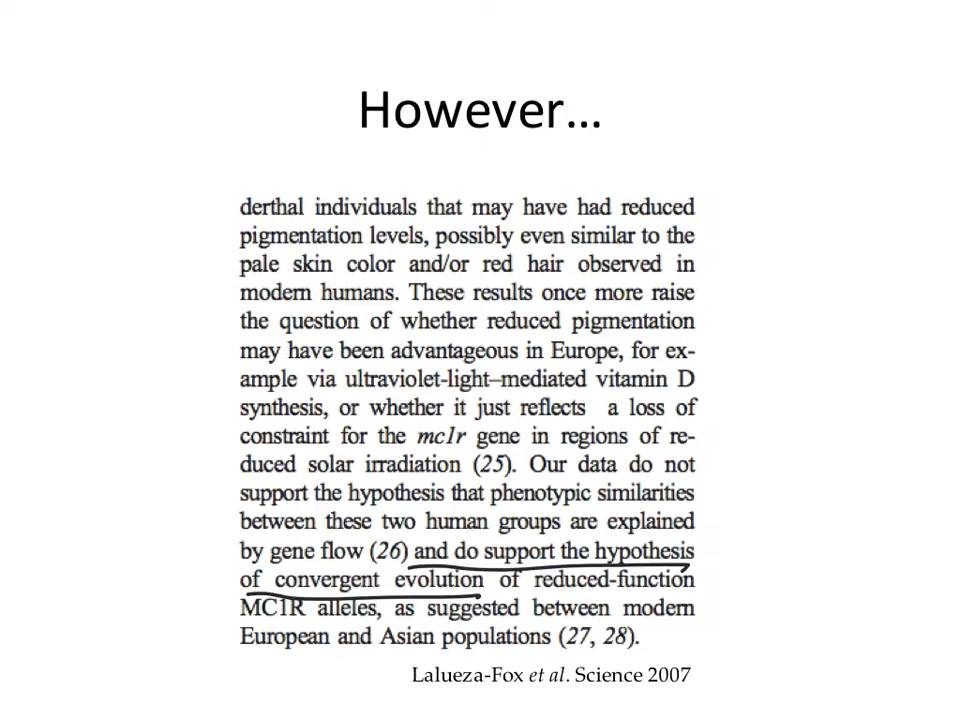 However…
derthal individuals that may have had reduced
pigmentation levels, possibly even similar to the
pale skin color and/or red hair observed in
modern humans. These results once more raise
the question of whether reduced pigmentation
may have been advantageous in Europe, for ex-
ample via ultraviolet-light–mediated vitamin D
synthesis, or whether it just reflects a loss of
constraint for the mc1r gene in regions of re-
duced solar irradiation (25). Our data do not
support the hypothesis that phenotypic similarities
between these two human groups are explained
by gene flow (26) and do support the hypothesis
of convergent evolution of reduced-function
MC1R alleles, as suggested between modern
European and Asian populations (27, 28).
Lalueza-Fox et al. Science 2007